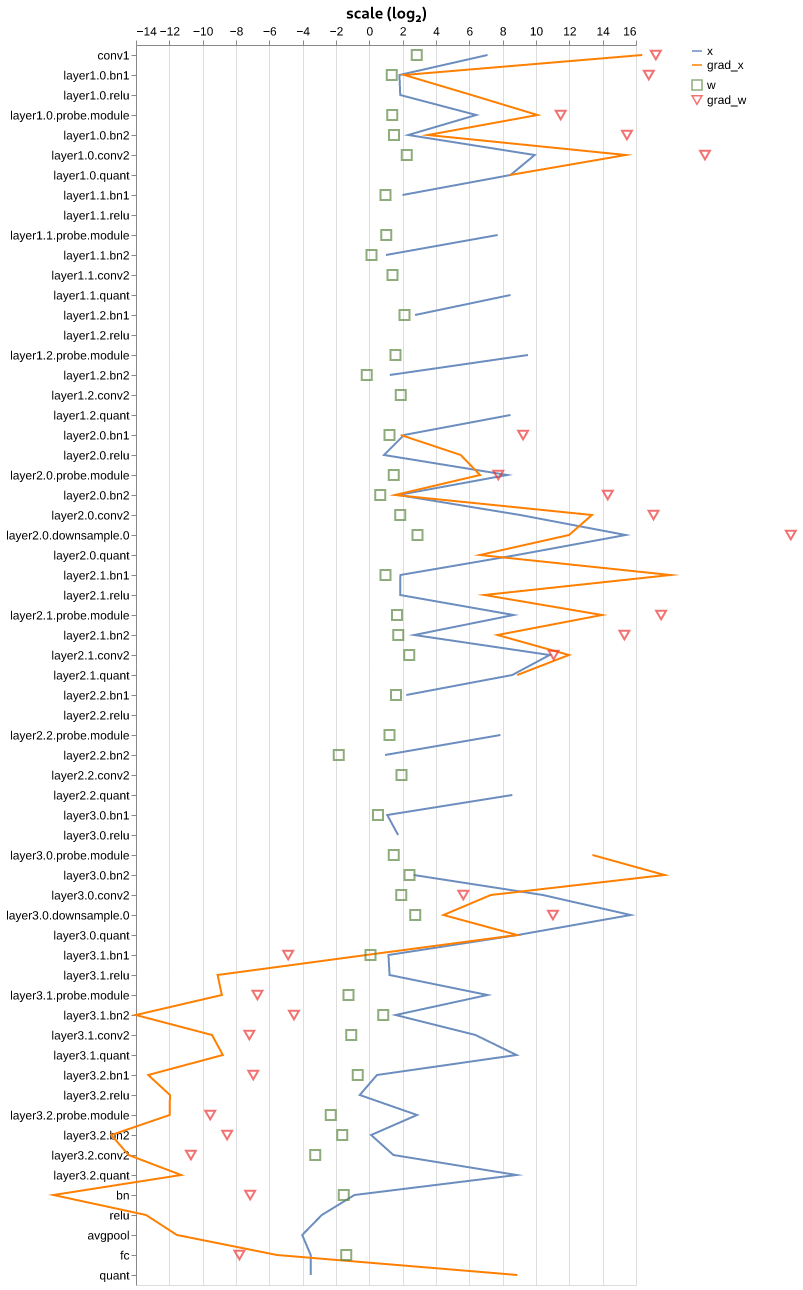 scale (log₂)
−14 −12 −10 −8 −6 −4 −2 0 2 4 6 8 10 12 14 16
x
grad_x
w
grad_w
conv1
layer1.0.bn1
layer1.0.relu
layer1.0.probe.module
layer1.0.bn2
layer1.0.conv2
layer1.0.quant
layer1.1.bn1
layer1.1.relu
layer1.1.probe.module
layer1.1.bn2
layer1.1.conv2
layer1.1.quant
layer1.2.bn1
layer1.2.relu
layer1.2.probe.module
layer1.2.bn2
layer1.2.conv2
layer1.2.quant
layer2.0.bn1
layer2.0.relu
layer2.0.probe.module
layer2.0.bn2
layer2.0.conv2
layer2.0.downsample.0
layer2.0.quant
layer2.1.bn1
layer2.1.relu
layer2.1.probe.module
layer2.1.bn2
layer2.1.conv2
layer2.1.quant
layer2.2.bn1
layer2.2.relu
layer2.2.probe.module
layer2.2.bn2
layer2.2.conv2
layer2.2.quant
layer3.0.bn1
layer3.0.relu
layer3.0.probe.module
layer3.0.bn2
layer3.0.conv2
layer3.0.downsample.0
layer3.0.quant
layer3.1.bn1
layer3.1.relu
layer3.1.probe.module
layer3.1.bn2
layer3.1.conv2
layer3.1.quant
layer3.2.bn1
layer3.2.relu
layer3.2.probe.module
layer3.2.bn2
layer3.2.conv2
layer3.2.quant
bn
relu
avgpool
fc
quant